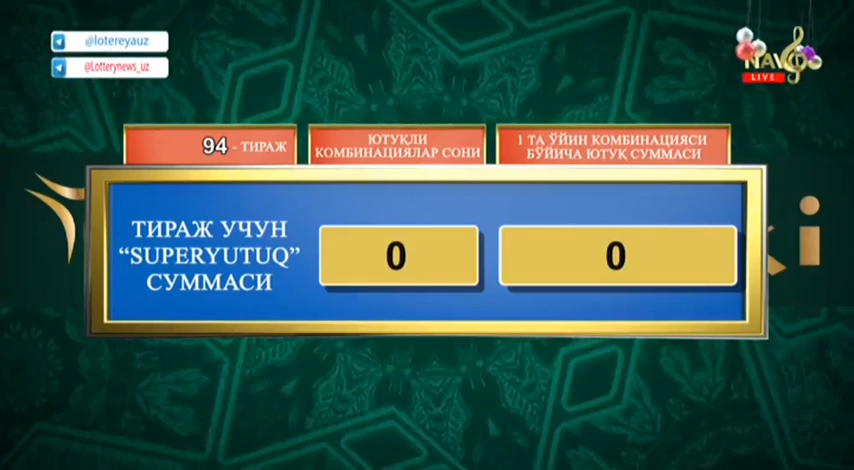 @lotereyauz
@Lotterynews_uz
NAVO
LIVE
94 - ТИРАЖ
ЮТУҚЛИ
КОМБИНАЦИЯЛАР СОНИ
1 ТА ЎЙИН КОМБИНАЦИЯСИ
БЎЙИЧА ЮТУҚ СУММАСИ
ТИРАЖ УЧУН
“SUPERYUTUQ”
СУММАСИ
0
0